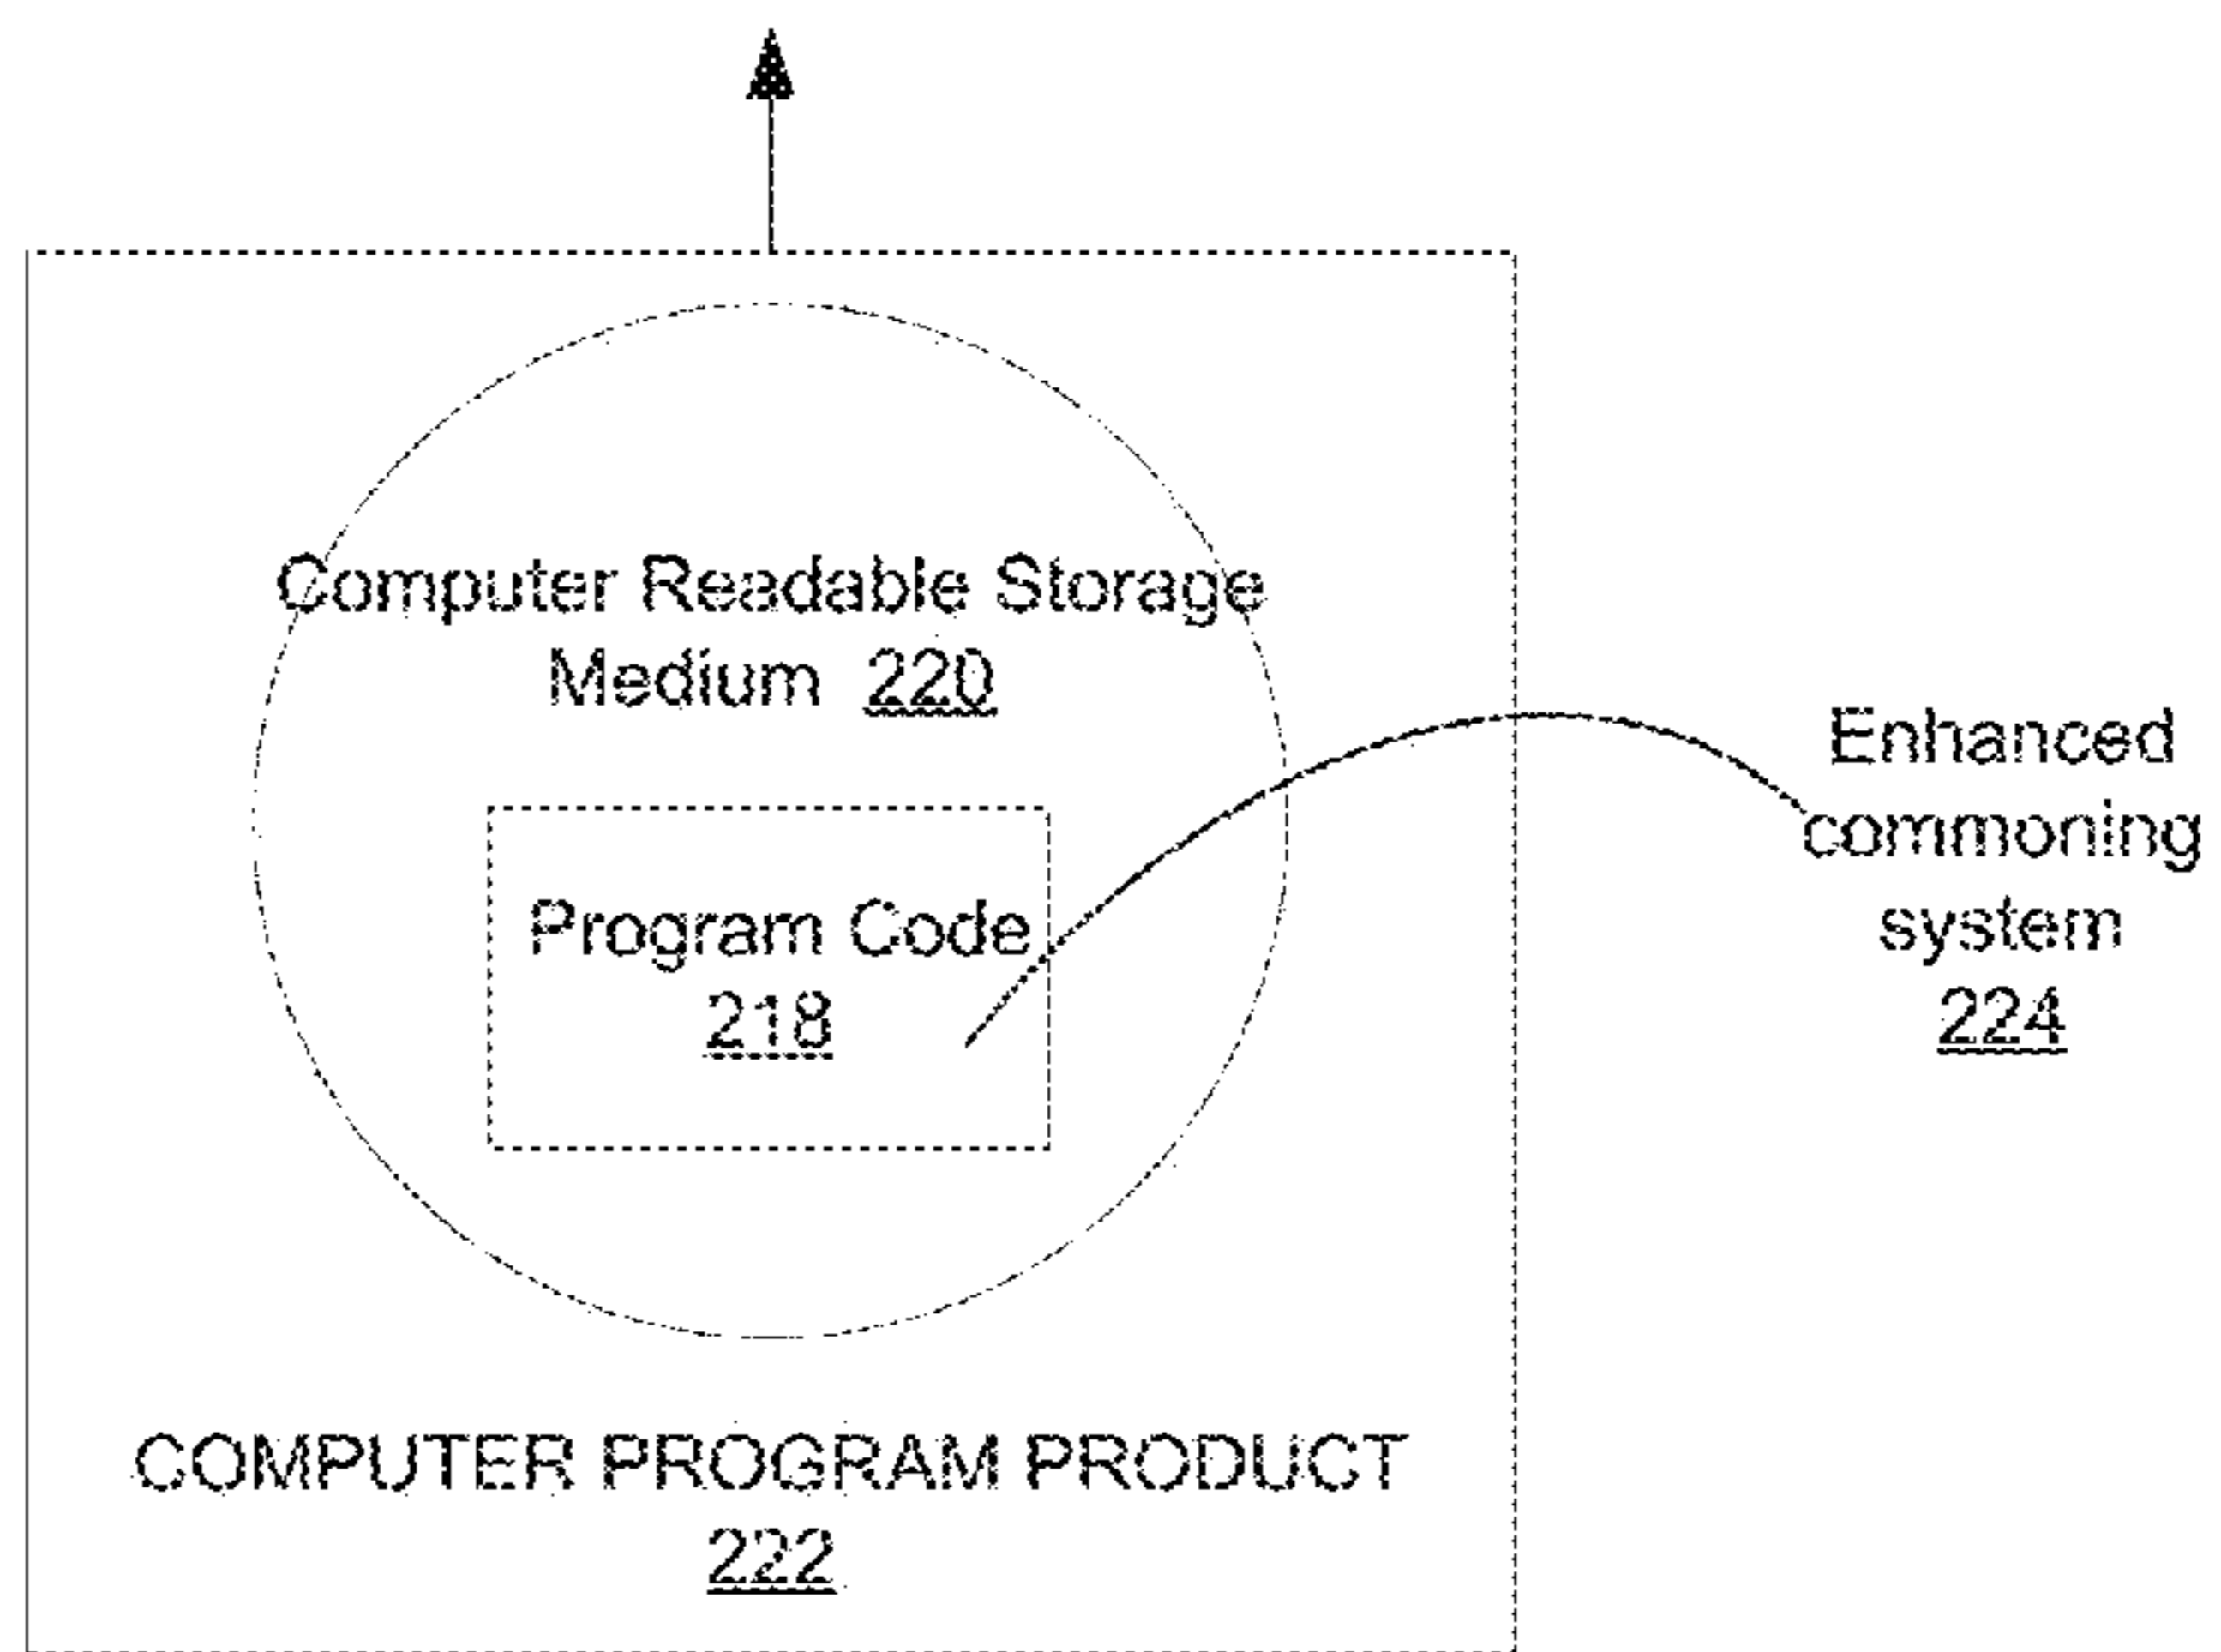 Computer Readable Storage
Medium 220
Program Code
218
Enhanced
commoning
system
224
COMPUTER PROGRAM PRODUCT
222